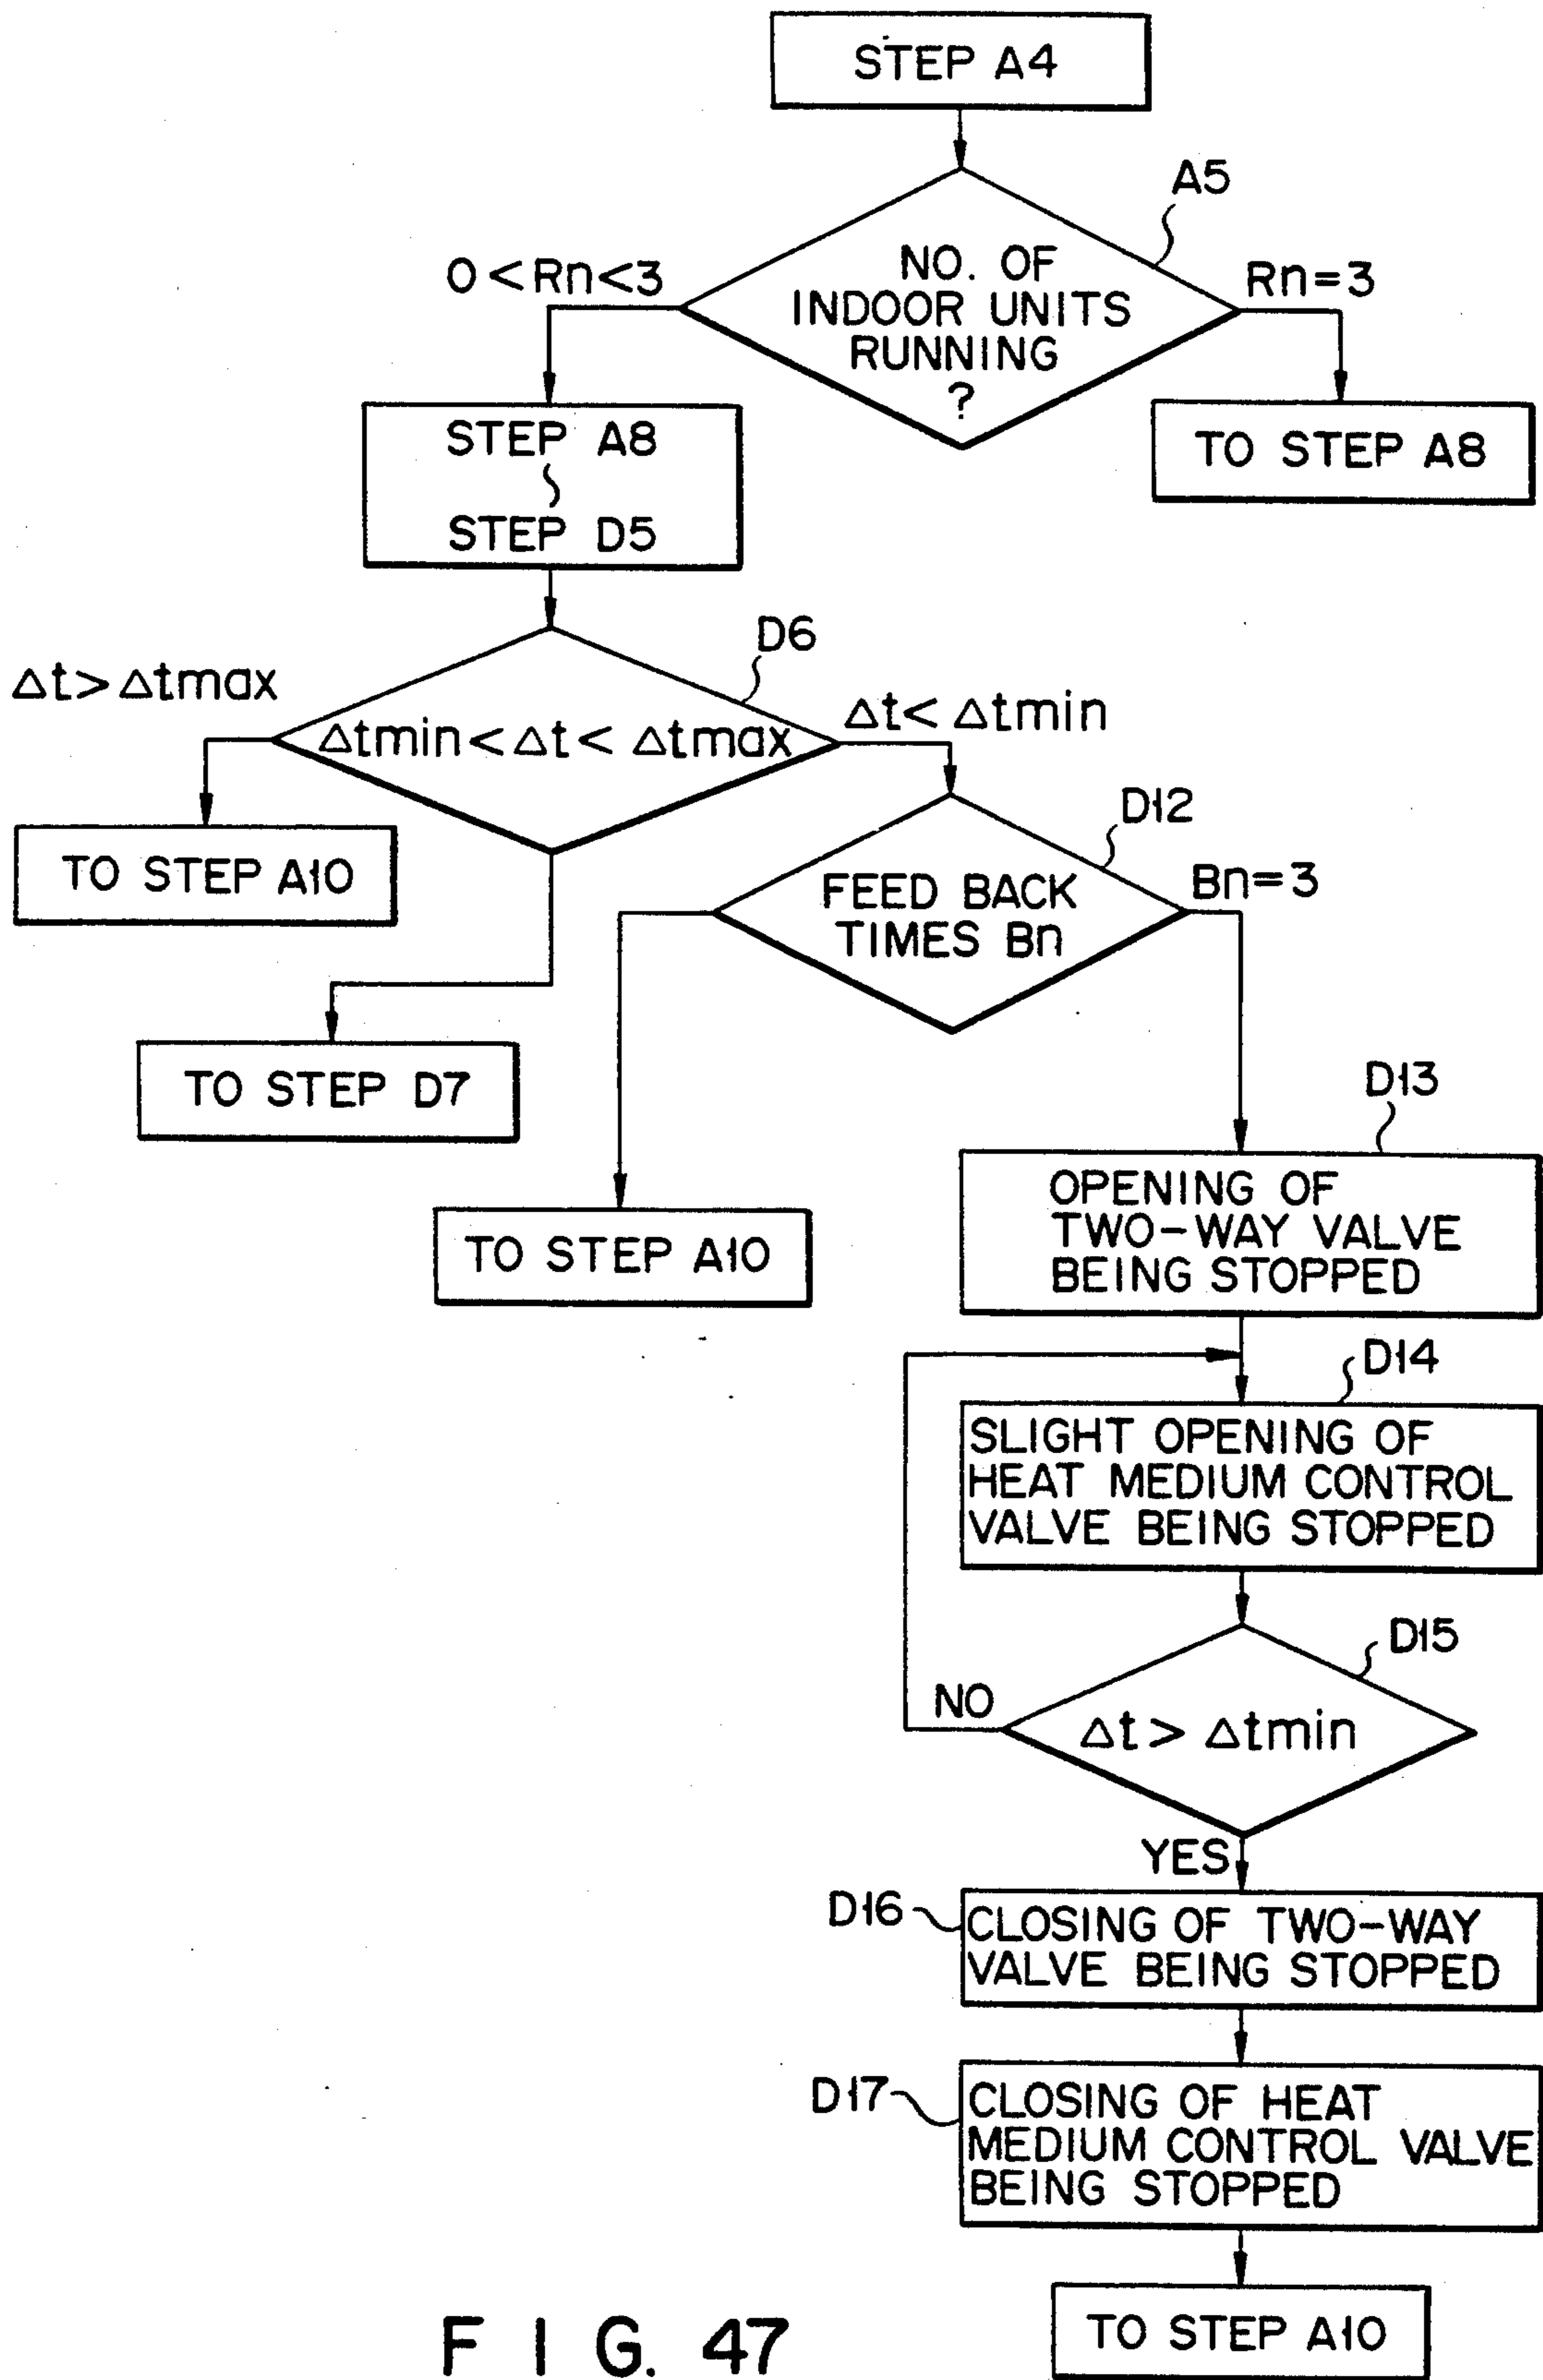 STEP A4
A5
NO. OF
INDOOR UNITS
RUNNING
?
0<Rn<3
Rn=3
STEP A8
STEP D5
TO STEP A8
D6
Δt>Δtmax
Δtmin<Δt<Δtmax
Δt<Δtmin
TO STEP A10
D12
FEED BACK
TIMES Bn
Bn=3
TO STEP D7
TO STEP A10
D13
OPENING OF
TWO-WAY VALVE
BEING STOPPED
D14
SLIGHT OPENING OF
HEAT MEDIUM CONTROL
VALVE BEING STOPPED
D15
NO
Δt>Δtmin
YES
D16
CLOSING OF TWO-WAY
VALVE BEING STOPPED
D17
CLOSING OF HEAT
MEDIUM CONTROL VALVE
BEING STOPPED
TO STEP A10
FIG. 47